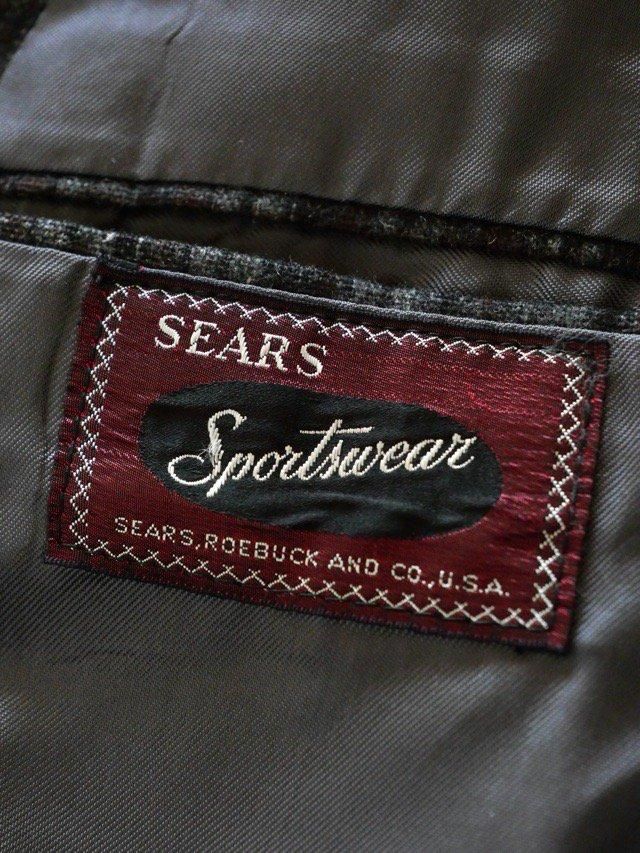 SEARS
Sportswear
SEARS, ROEBUCK AND CO., U.S.A.